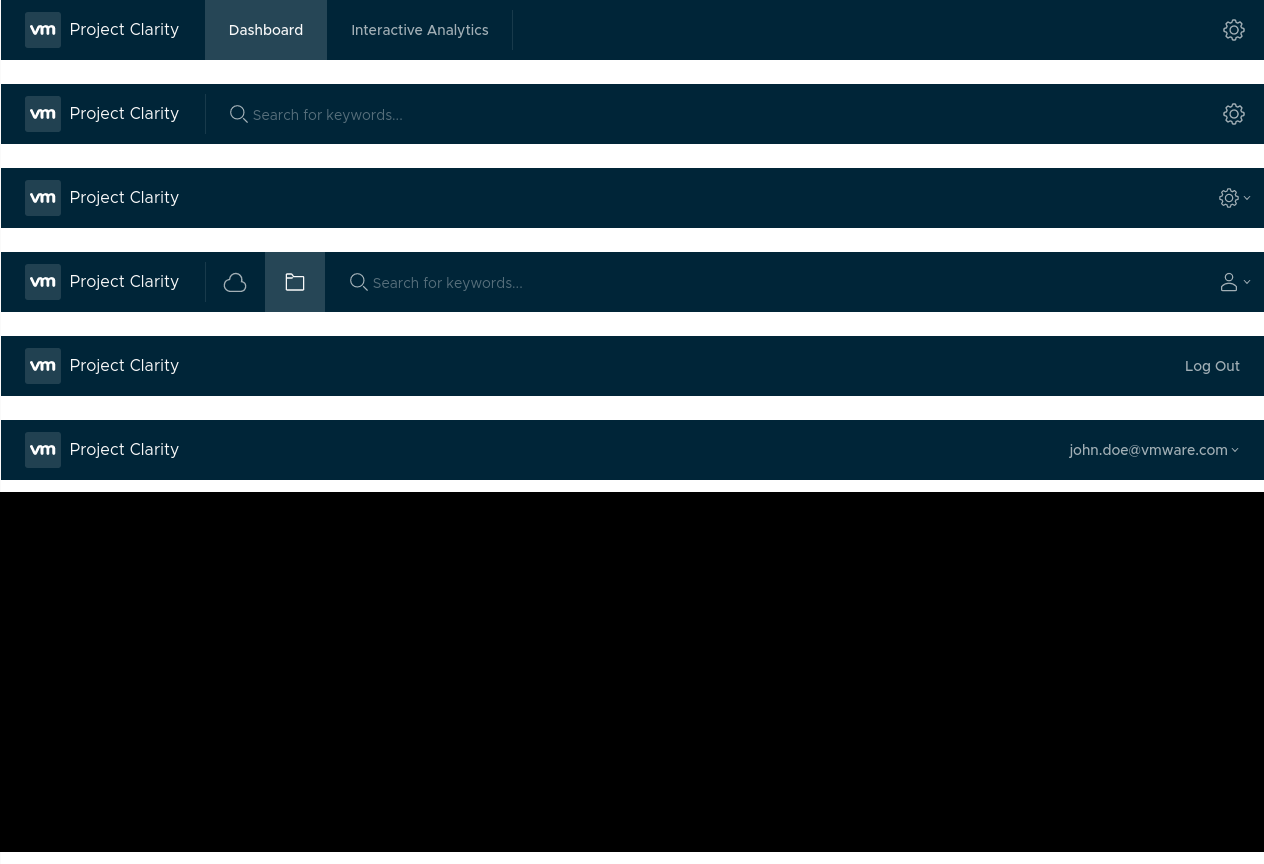 vm Project Clarity Dashboard Interactive Analytics
vm Project Clarity Search for keywords...
vm Project Clarity
vm Project Clarity Search for keywords...
vm Project Clarity Log Out
vm Project Clarity john.doe@vmware.com